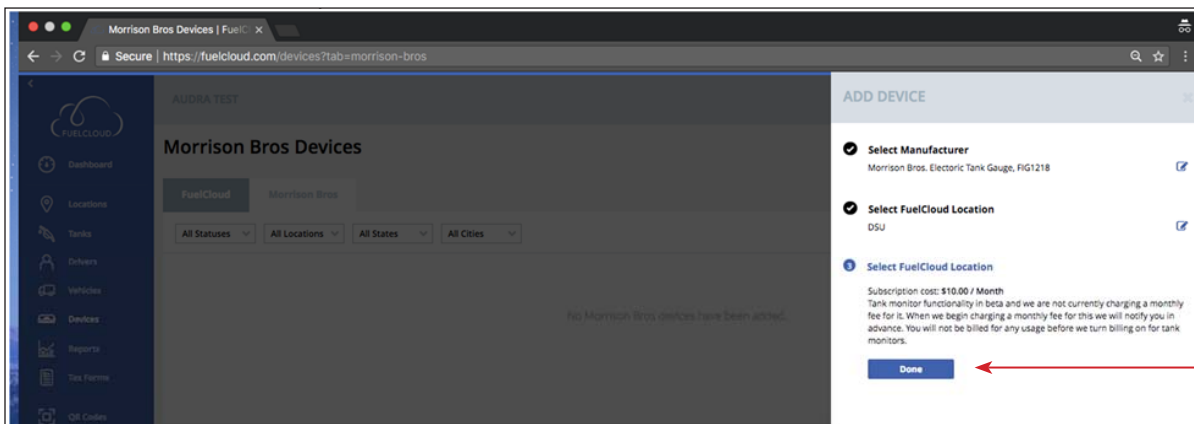 Morrison Bros Devices | FuelCl
Secure | https://fuelcloud.com/devices?tab=morrison-bros
FUELCLOUD
Dashboard
Locations
Tanks
Drivers
Vehicles
Devices
Reports
Tax Forms
QR Codes
AUDRA TEST
Morrison Bros Devices
FuelCloud Morrison Bros
All Statuses All Locations All States All Cities
No Morrison Bros devices have been added.
ADD DEVICE
Select Manufacturer
Morrison Bros. Electoric Tank Gauge, FIG1218
Select FuelCloud Location
DSU
3 Select FuelCloud Location
Subscription cost: $10.00 / Month
Tank monitor functionality in beta and we are not currently charging a monthly
fee for it. When we begin charging a monthly fee for this we will notify you in
advance. You will not be billed for any usage before we turn billing on for tank
monitors.
Done